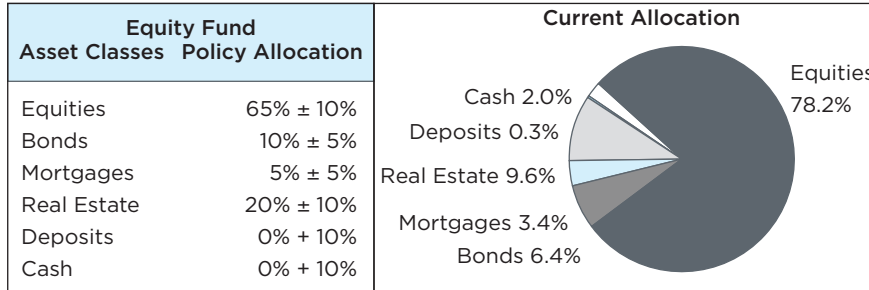 Equity Fund
Asset Classes Policy Allocation
Equities 65% ± 10%
Bonds 10% ± 5%
Mortgages 5% ± 5%
Real Estate 20% ± 10%
Deposits 0% + 10%
Cash 0% + 10%
Current Allocation
Equities
78.2%
Cash 2.0%
Deposits 0.3%
Real Estate 9.6%
Mortgages 3.4%
Bonds 6.4%